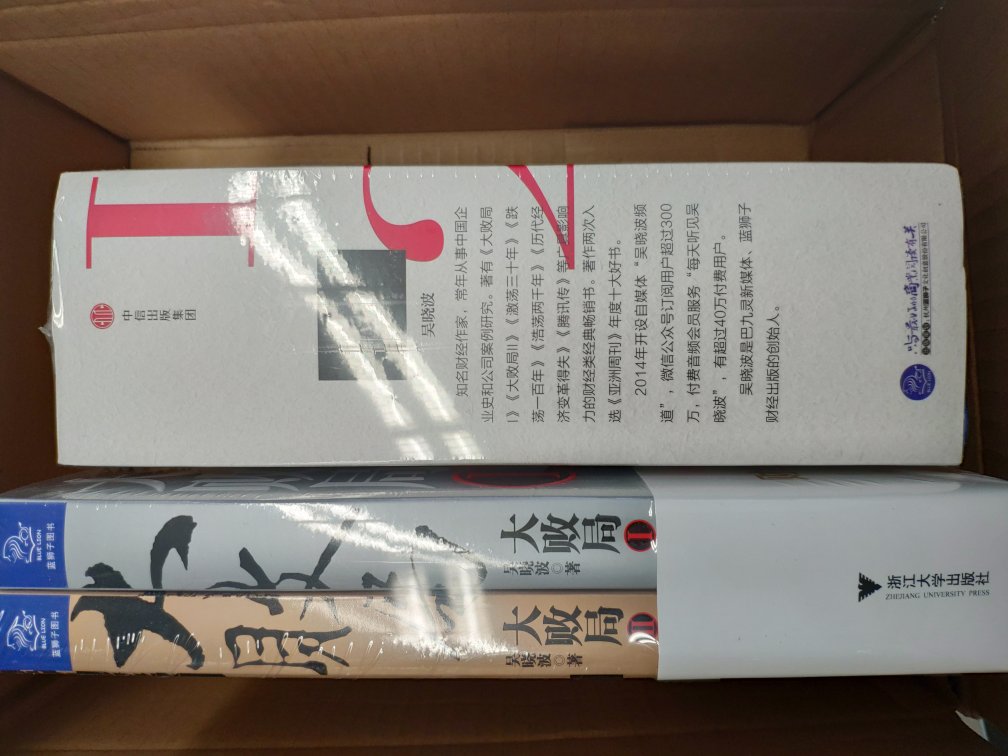 中信出版集团
吴晓波
知名财经作家，常年从事中国企
业史和公司案例研究。著有《大败局
I》《大败局II》《激荡三十年》《跌
荡一百年》《浩荡两千年》《历代经
济变革得失》《腾讯传》等广具影响
力的财经类经典畅销书。著作两次入
选《亚洲周刊》年度十大好书。
2014年开设自媒体“吴晓波频
道”，微信公众号订阅用户超过300
万，付费音频会员服务“每天听见吴
晓波”，有超过40万付费用户。
吴晓波是巴九灵新媒体、蓝狮子
财经出版的创始人。
BLUE LION
蓝狮子图书
大败局
吴晓波◎著
浙江大学出版社
ZHEJIANG UNIVERSITY PRESS
BLUE LION
蓝狮子图书
大败局
I
吴晓波◎著